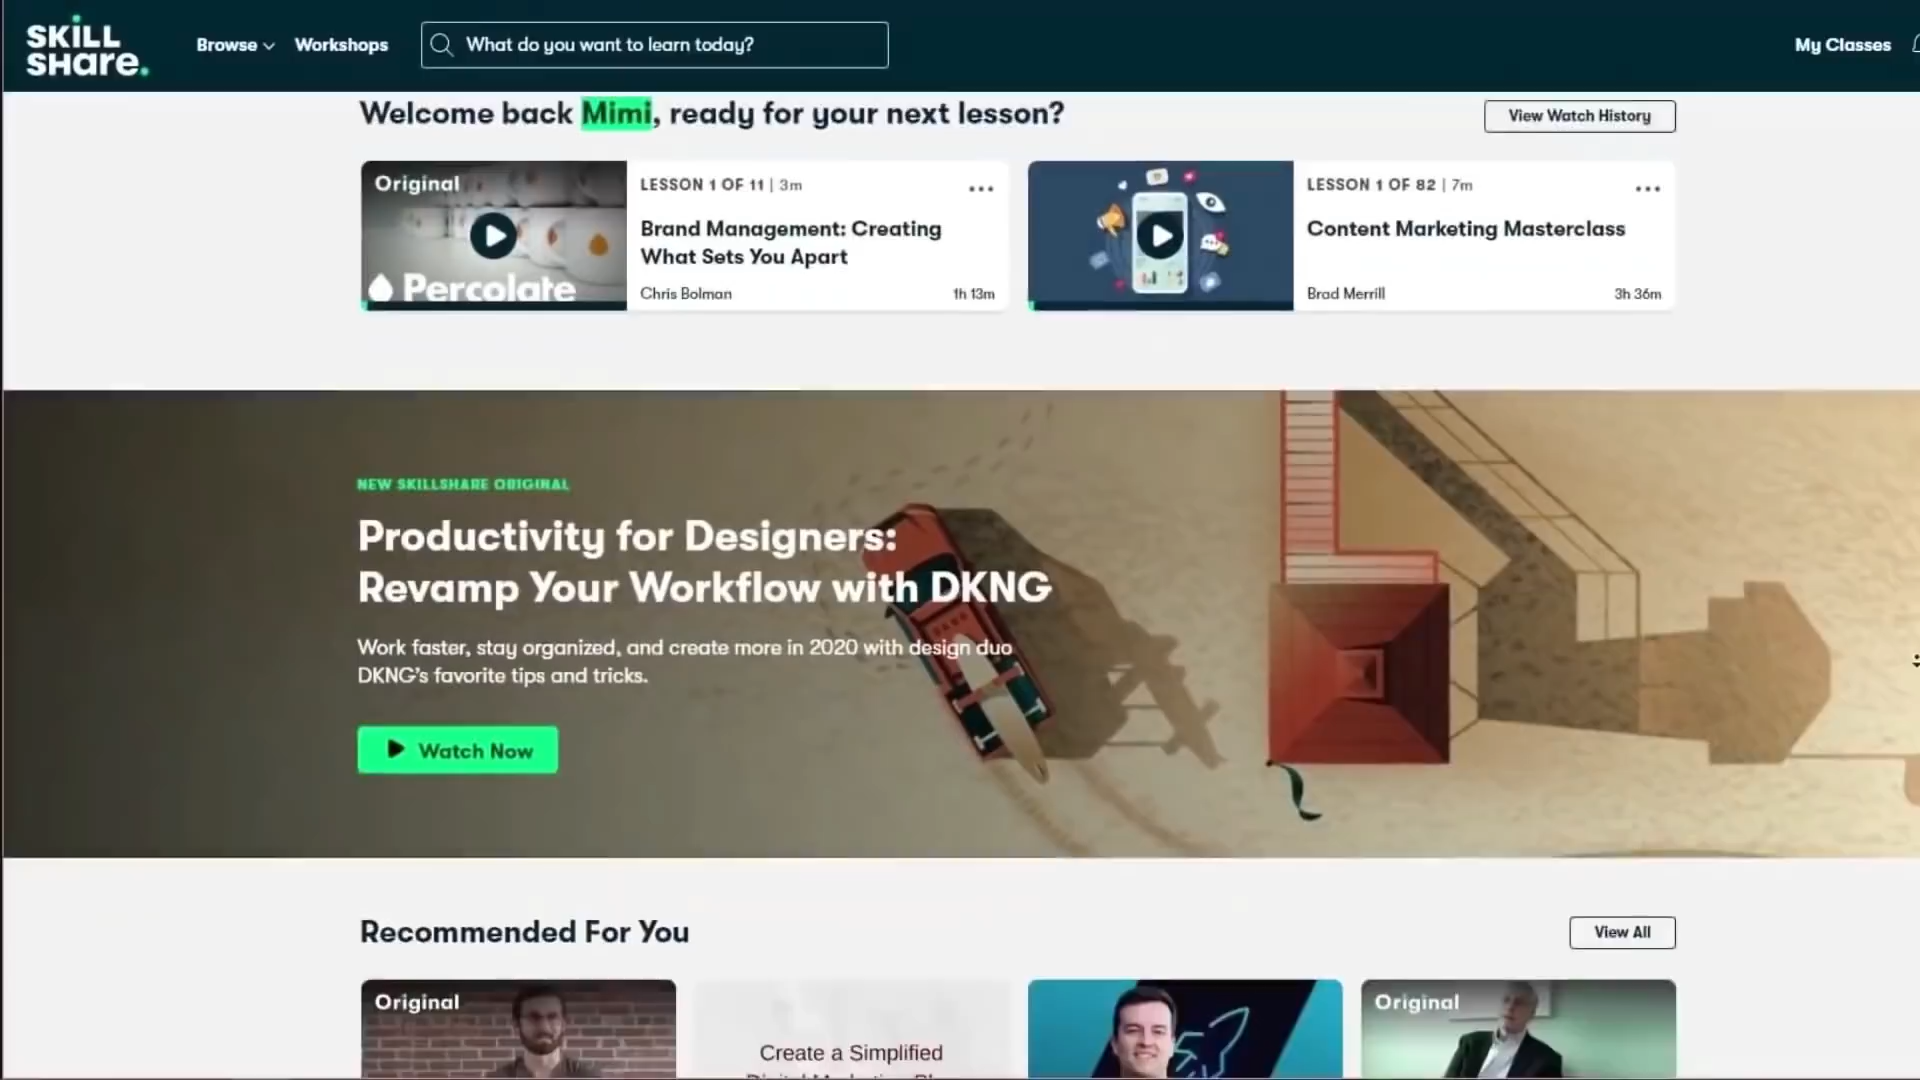 SKiLL
SHare.
Browse
Workshops
What do you want to learn today?
My Classes
Welcome back Mimi, ready for your next lesson?
View Watch History
Original
Percolate
LESSON 1 OF 11 | 3m
Brand Management: Creating
What Sets You Apart
Chris Bolman
1h 13m
LESSON 1 OF 82 | 7m
Content Marketing Masterclass
Brad Merrill
3h 36m
NEW SKILLSHARE ORIGINAL
Productivity for Designers:
Revamp Your Workflow with DKNG
Work faster, stay organized, and create more in 2020 with design duo
DKNG's favorite tips and tricks.
Watch Now
Recommended For You
View All
Original
Create a Simplified
Original